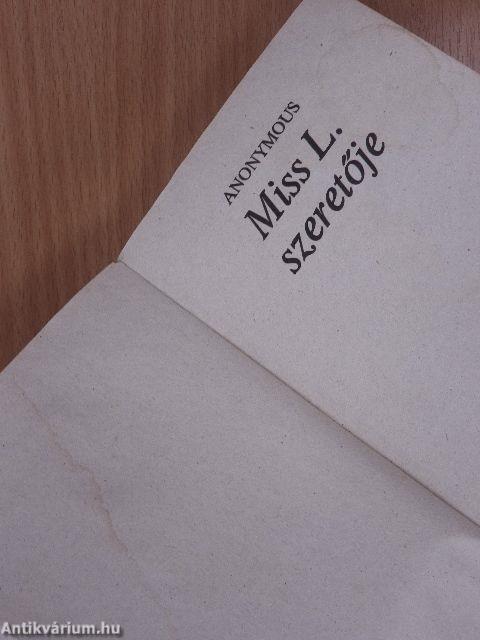 ANONYMOUS
Miss L.
szeretője
Antikvárium.hu